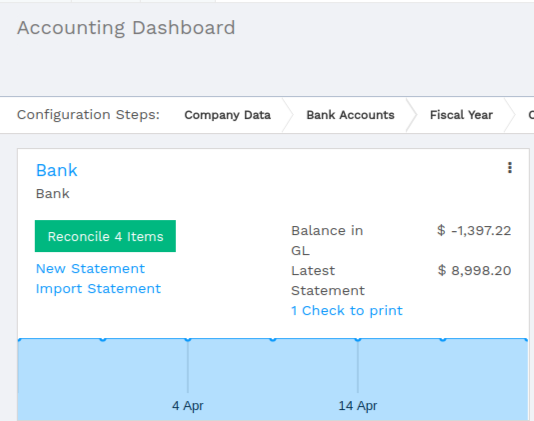 Accounting Dashboard
Configuration Steps: Company Data Bank Accounts Fiscal Year
Bank
Bank
Reconcile 4 Items
New Statement
Import Statement
Balance in GL $ -1,397.22
Latest Statement $ 8,998.20
1 Check to print
4 Apr 14 Apr